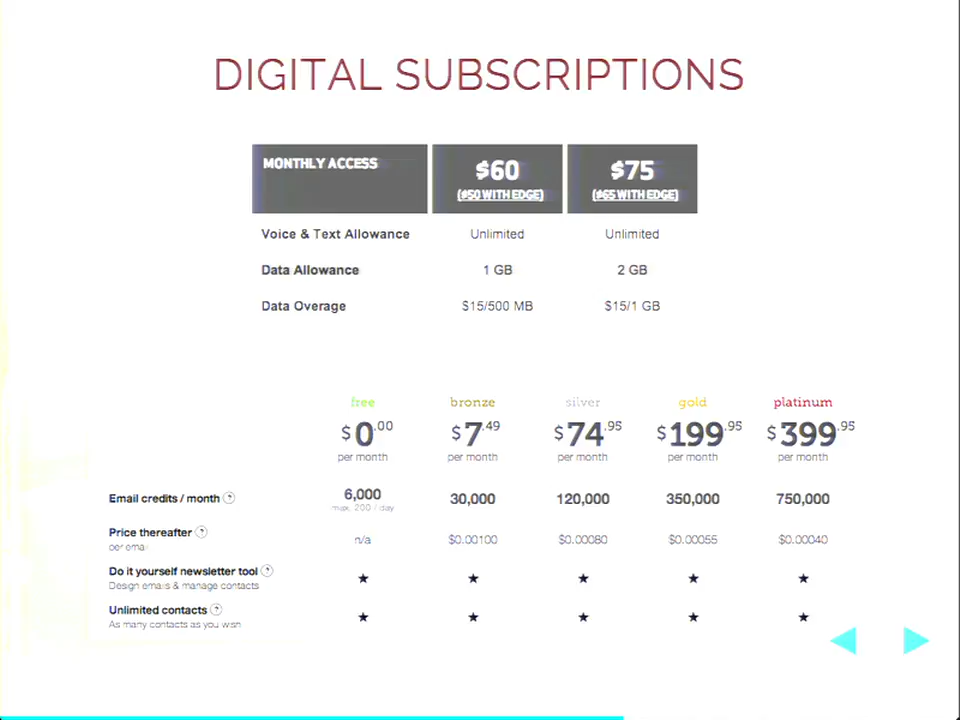 DIGITAL SUBSCRIPTIONS
MONTHLY ACCESS $60 $75
($50 WITH EDGE) ($65 WITH EDGE)
Voice & Text Allowance Unlimited Unlimited
Data Allowance 1 GB 2 GB
Data Overage $15/500 MB $15/1 GB
free bronze silver gold platinum
$0.00 $7.49 $74.95 $199.95 $399.95
per month per month per month per month per month
Email credits / month ? 6,000 30,000 120,000 350,000 750,000
max. 200 / day
Price thereafter ? n/a $0.00100 $0.00080 $0.00055 $0.00040
per email
Do it yourself newsletter tool ? ★ ★ ★ ★ ★
Design emails & manage contacts
Unlimited contacts ? ★ ★ ★ ★ ★
As many contacts as you wish